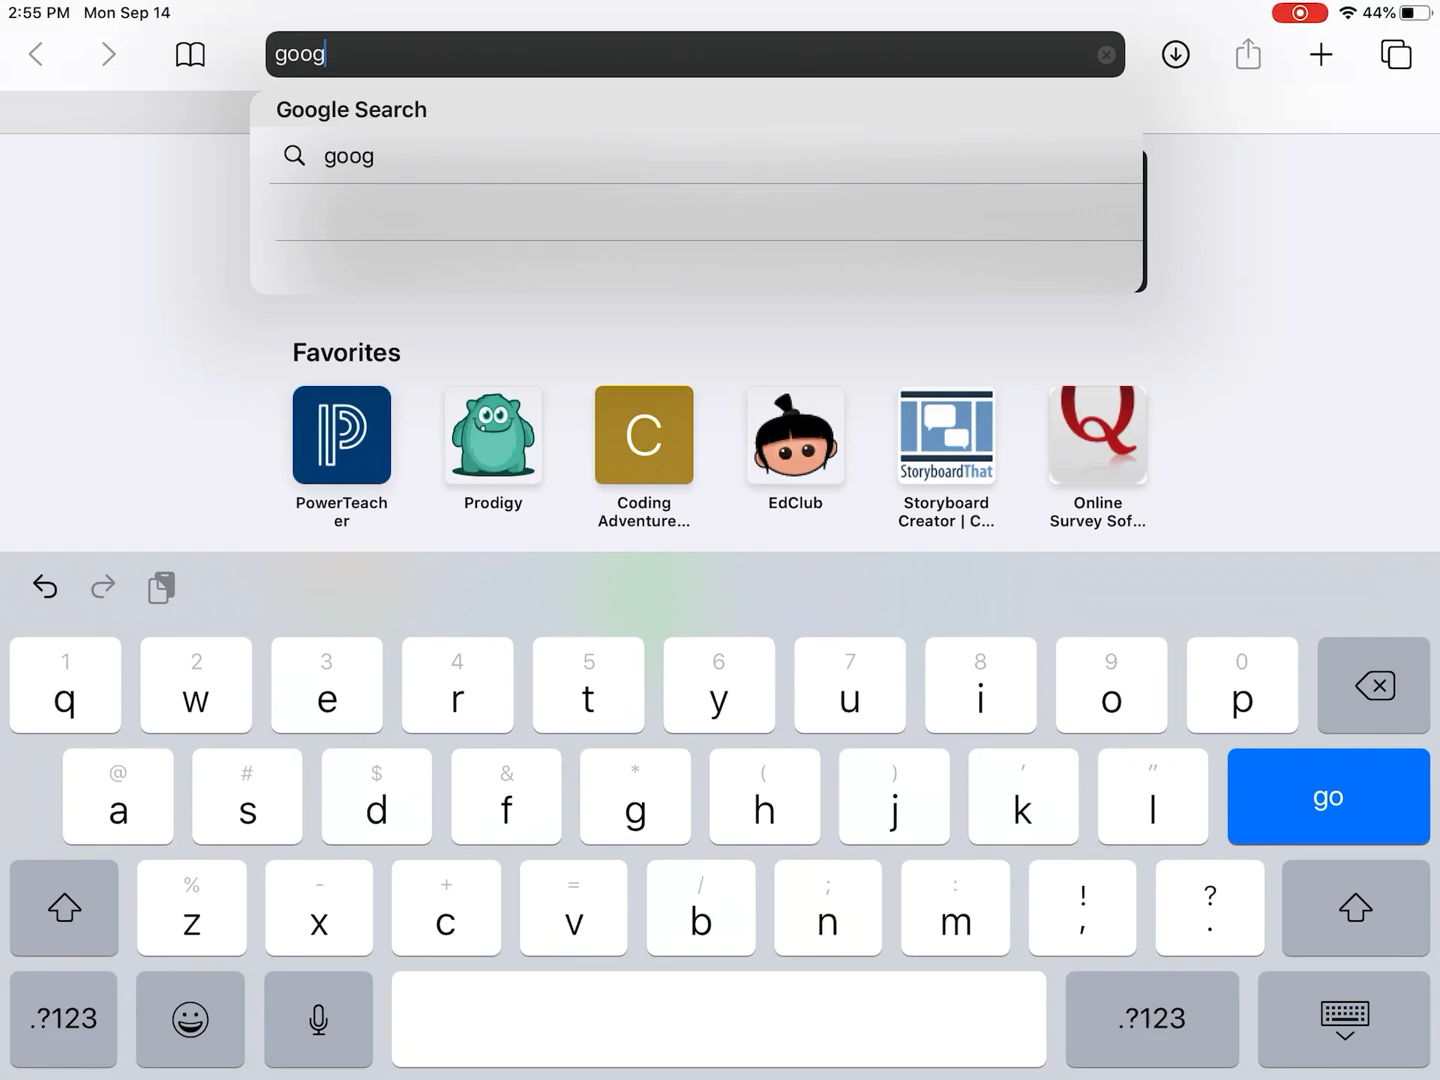 2:55 PM Mon Sep 14 44%
goog
Google Search
goog
Favorites
P C StoryboardThat Q
PowerTeach
er
Prodigy
Coding
Adventure...
EdClub
Storyboard
Creator | C...
Online
Survey Sof...
1 2 3 4 5 6 7 8 9 0
q w e r t y u i o p
@ # $ & * ( ) ' "
a s d f g h j k l go
% - + = / ; : ! ?
z x c v b n m , .
.?123 .?123